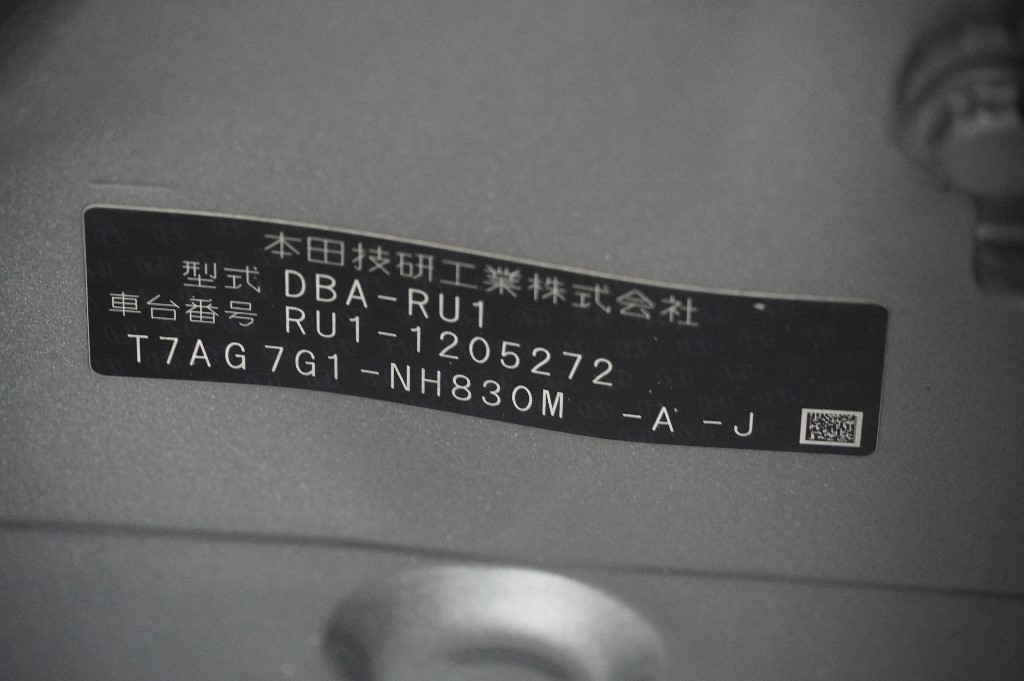 本田技研工業株式会社
型式 DBA-RU1
車台番号 RU1-1205272
T7AG7G1-NH830M -A -J